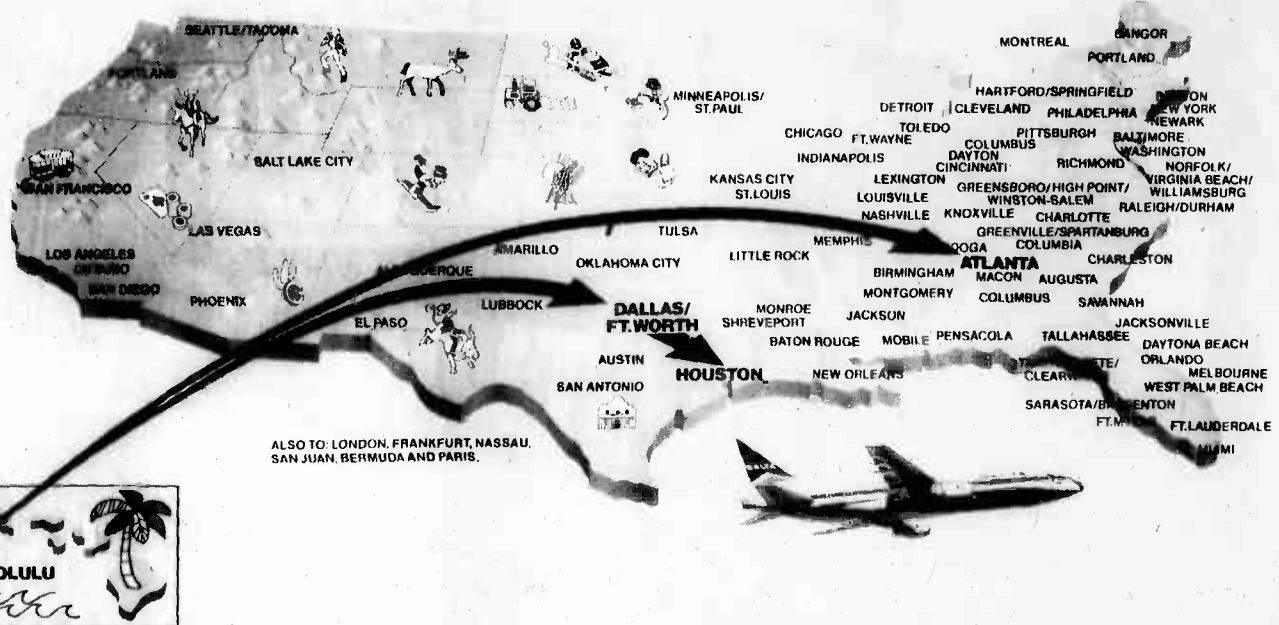 SEATTLE/TACOMA
PORTLAND
SALT LAKE CITY
SAN FRANCISCO
LAS VEGAS
LOS ANGELES
SAN DIEGO
PHOENIX
ALBUQUERQUE
EL PASO
AMARILLO
LUBBOCK
MINNEAPOLIS/
ST. PAUL
KANSAS CITY
ST. LOUIS
TULSA
OKLAHOMA CITY
LITTLE ROCK
DALLAS/
FT. WORTH
AUSTIN
SAN ANTONIO
HOUSTON
MONROE
SHREVEPORT
BATON ROUGE
NEW ORLEANS
JACKSON
MOBILE
PENSACOLA
TALLAHASSEE
CHICAGO
FT. WAYNE
INDIANAPOLIS
DETROIT
TOLEDO
CLEVELAND
COLUMBUS
DAYTON
CINCINNATI
LEXINGTON
LOUISVILLE
NASHVILLE
KNOXVILLE
MEMPHIS
BIRMINGHAM
MONTGOMERY
MONTREAL
BANGOR
PORTLAND
HARTFORD/SPRINGFIELD
PHILADELPHIA
NEW YORK
NEWARK
PITTSBURGH
BALTIMORE
WASHINGTON
RICHMOND
NORFOLK/
VIRGINIA BEACH/
WILLIAMSBURG
GREENSBORO/HIGH POINT/
WINSTON-SALEM
RALEIGH/DURHAM
CHARLOTTE
GREENVILLE/SPARTANBURG
COLUMBIA
CHARLESTON
ATLANTA
MACON
AUGUSTA
COLUMBUS
SAVANNAH
JACKSONVILLE
DAYTONA BEACH
ORLANDO
MELBOURNE
WEST PALM BEACH
FT. LAUDERDALE
MIAMI
ALSO TO: LONDON, FRANKFURT, NASSAU,
SAN JUAN, BERMUDA AND PARIS.
OLULU